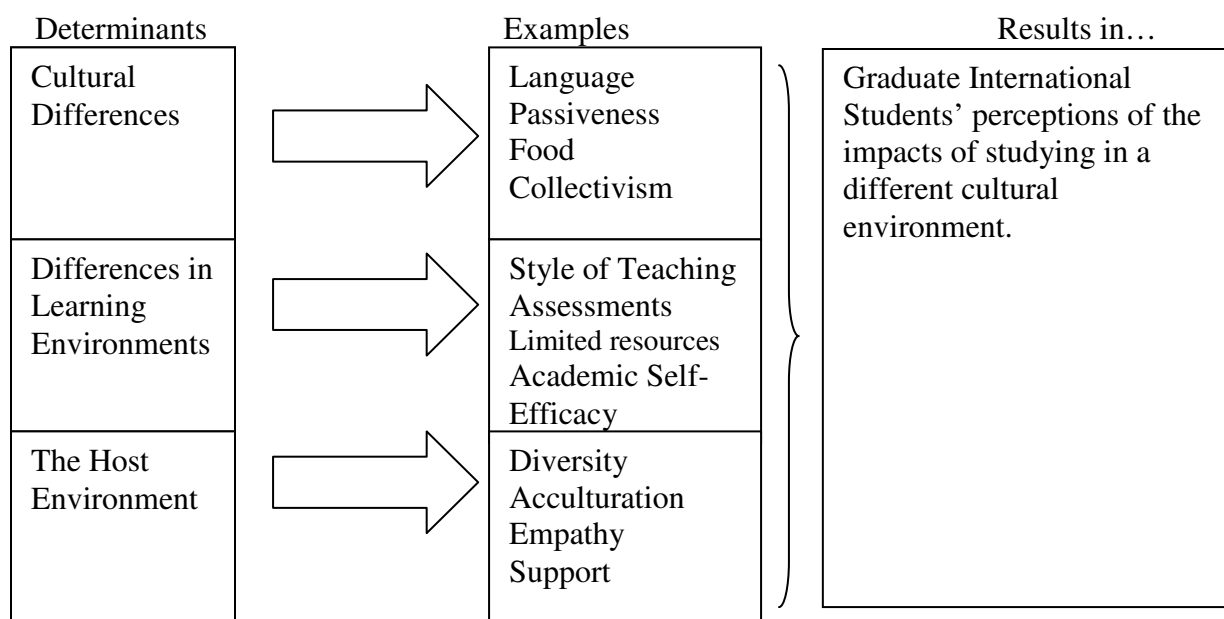 Determinants
Examples
Results in…
Cultural
Differences
Language
Passiveness
Food
Collectivism
Graduate International
Students’ perceptions of the
impacts of studying in a
different cultural
environment.
Differences in
Learning
Environments
Style of Teaching
Assessments
Limited resources
Academic Self-
Efficacy
The Host
Environment
Diversity
Acculturation
Empathy
Support